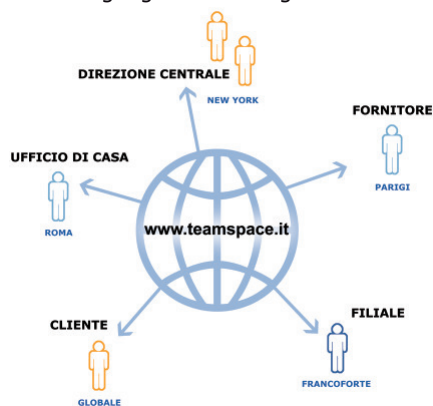 DIREZIONE CENTRALE
NEW YORK
FORNITORE
PARIGI
UFFICIO DI CASA
ROMA
www.teamspace.it
CLIENTE
GLOBALE
FILIALE
FRANCOFORTE